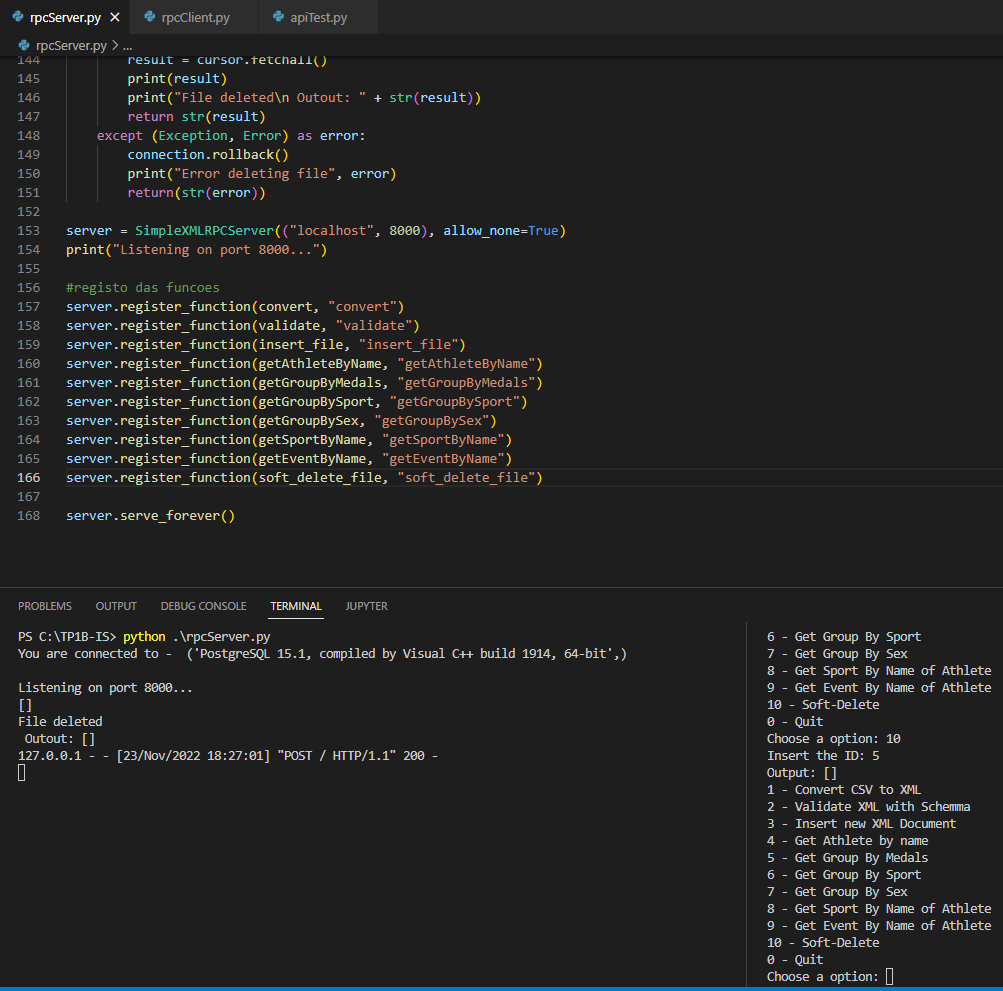 rpcServer.py ×
rpcClient.py
apiTest.py
rpcServer.py > ...
144 result = cursor.fetchall()
145 print(result)
146 print("File deleted\n Outout: " + str(result))
147 return str(result)
148 except (Exception, Error) as error:
149 connection.rollback()
150 print("Error deleting file", error)
151 return(str(error))
152
153 server = SimpleXMLRPCServer(("localhost", 8000), allow_none=True)
154 print("Listening on port 8000...")
155
156 #registo das funcoes
157 server.register_function(convert, "convert")
158 server.register_function(validate, "validate")
159 server.register_function(insert_file, "insert_file")
160 server.register_function(getAthleteByName, "getAthleteByName")
161 server.register_function(getGroupByMedals, "getGroupByMedals")
162 server.register_function(getGroupBySport, "getGroupBySport")
163 server.register_function(getGroupBySex, "getGroupBySex")
164 server.register_function(getSportByName, "getSportByName")
165 server.register_function(getEventByName, "getEventByName")
166 server.register_function(soft_delete_file, "soft_delete_file")
167
168 server.serve_forever()
PROBLEMS OUTPUT DEBUG CONSOLE TERMINAL JUPYTER
PS C:\TP1B-IS> python .\rpcServer.py
You are connected to -  ('PostgreSQL 15.1, compiled by Visual C++ build 1914, 64-bit',)
Listening on port 8000...
[]
File deleted
Outout: []
127.0.0.1 - - [23/Nov/2022 18:27:01] "POST / HTTP/1.1" 200 -
6 - Get Group By Sport
7 - Get Group By Sex
8 - Get Sport By Name of Athlete
9 - Get Event By Name of Athlete
10 - Soft-Delete
0 - Quit
Choose a option: 10
Insert the ID: 5
Output: []
1 - Convert CSV to XML
2 - Validate XML with Schemma
3 - Insert new XML Document
4 - Get Athlete by name
5 - Get Group By Medals
6 - Get Group By Sport
7 - Get Group By Sex
8 - Get Sport By Name of Athlete
9 - Get Event By Name of Athlete
10 - Soft-Delete
0 - Quit
Choose a option: